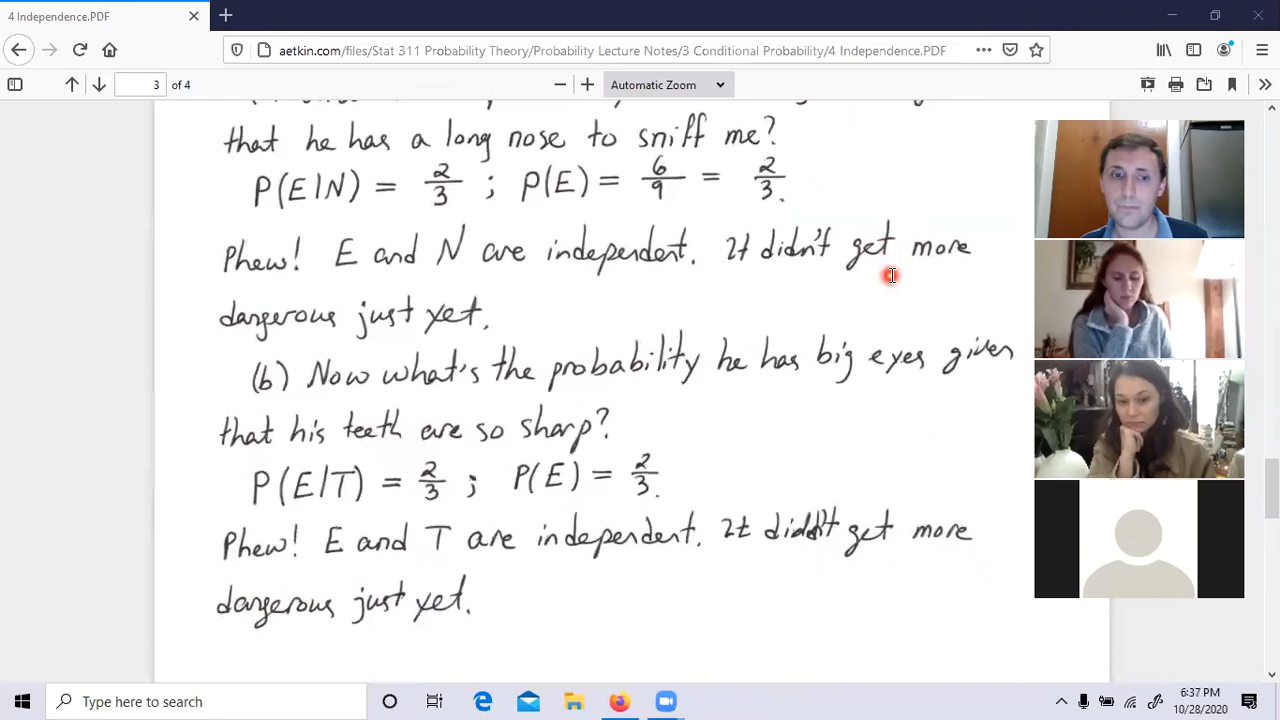 4 Independence.PDF
aetkin.com/files/Stat 311 Probability Theory/Probability Lecture Notes/3 Conditional Probability/4 Independence.PDF
3 of 4
Automatic Zoom
that he has a long nose to sniff me?
P(E|N) = 2/3 ; P(E) = 6/9 = 2/3.
Phew! E and N are independent. It didn't get more
dangerous just yet.
(b) Now what's the probability he has big eyes given
that his teeth are so sharp?
P(E|T) = 2/3 ; P(E) = 2/3.
Phew! E and T are independent. It didn't get more
dangerous just yet.
Type here to search
6:37 PM
10/28/2020